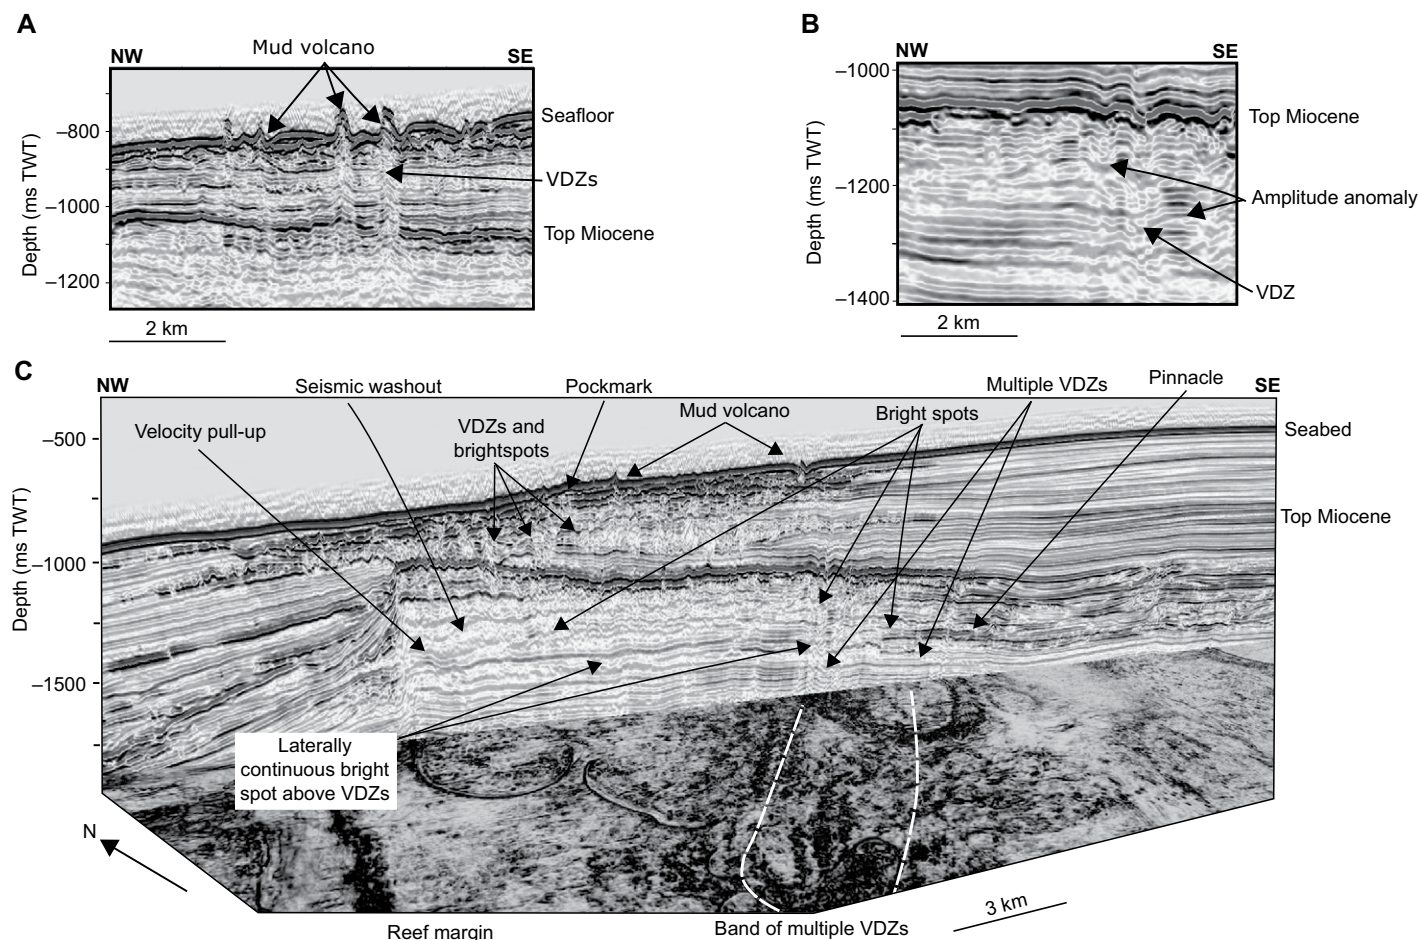 A
NW
Mud volcano
SE
Seafloor
–800
–900
VDZs
–1000
Top Miocene
–1200
Depth (ms TWT)
2 km
B
NW
SE
–1000
Top Miocene
–1200
Amplitude anomaly
VDZ
–1400
Depth (ms TWT)
2 km
C
NW
Seismic washout
Pockmark
Multiple VDZs
Pinnacle
SE
Velocity pull-up
VDZs and
brightspots
Mud volcano
Bright spots
Seabed
–500
Top Miocene
–1000
–1500
Depth (ms TWT)
Laterally
continuous bright
spot above VDZs
N
Reef margin
Band of multiple VDZs
3 km